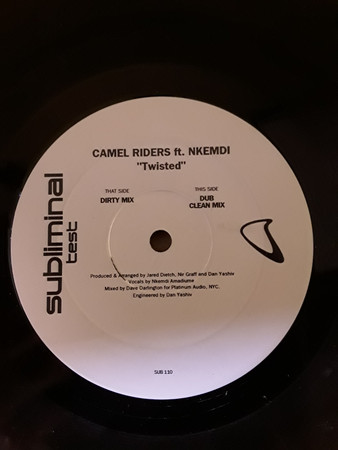 CAMEL RIDERS ft. NKEMDI
"Twisted"
THAT SIDE
DIRTY MIX
THIS SIDE
DUB
CLEAN MIX
subliminal
test
Produced & Arranged by Jared Dietch, Nir Graff and Dan Yashiv
Vocals by Nkemdi Amadiume
Mixed by Dave Darlington for Platinum Audio, NYC.
Engineered by Dan Yashiv
SUB 110